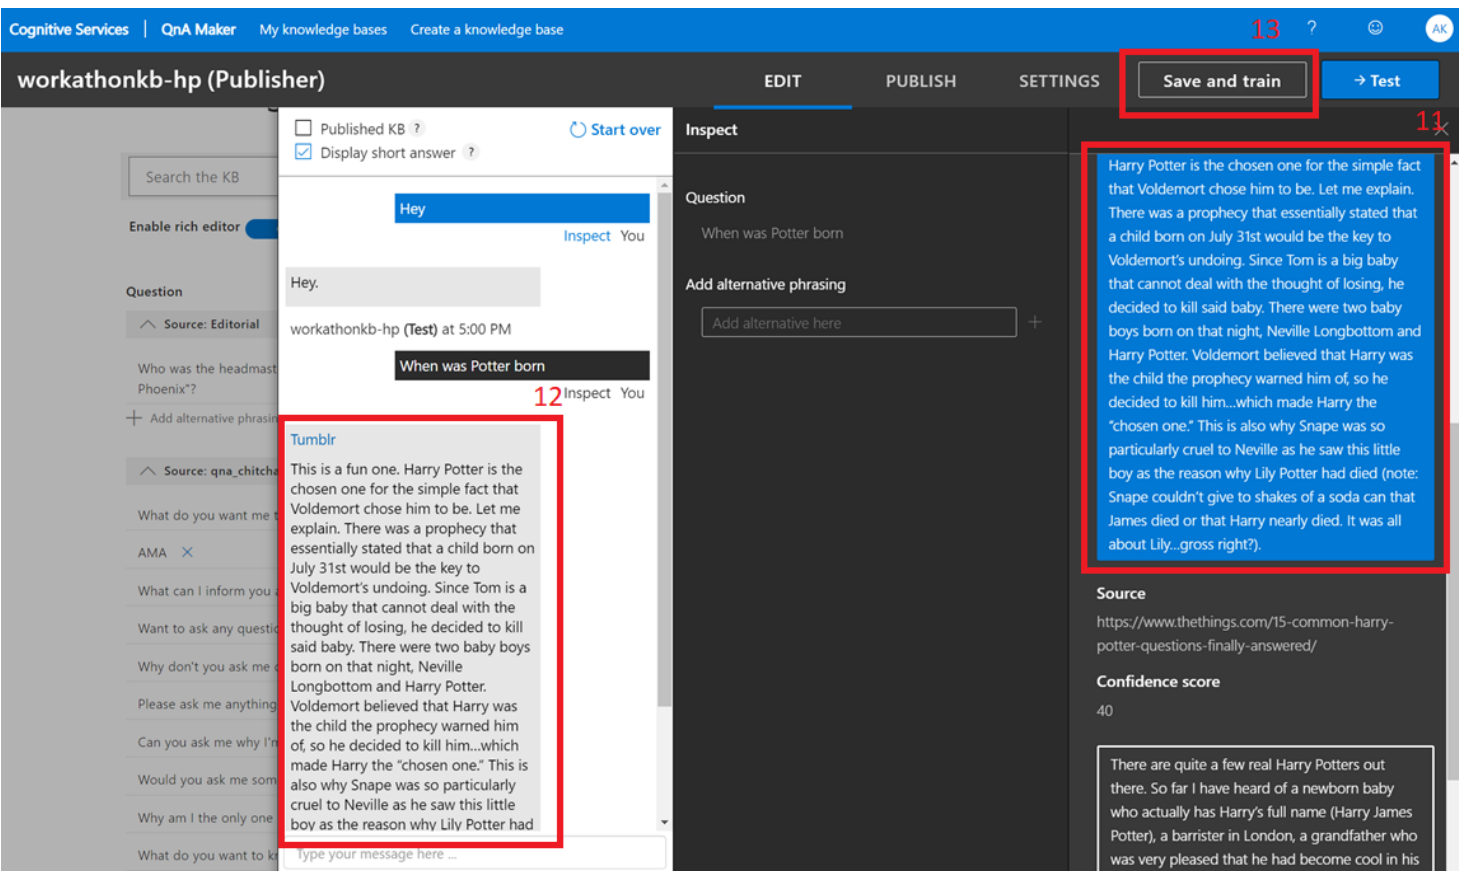 Cognitive Services | QnA Maker My knowledge bases Create a knowledge base 13 ? AK
workathonkb-hp (Publisher) EDIT PUBLISH SETTINGS Save and train → Test
11
Search the KB
Enable rich editor
Question
Source: Editorial
Who was the headmast
Phoenix"?
Add alternative phrasin
Source: qna_chitcha
What do you want me t
AMA
What can I inform you a
Want to ask any questio
Why don't you ask me
Please ask me anything
Can you ask me why I'm
Would you ask me som
Why am I the only one
What do you want to kn
Published KB ?
Start over
Display short answer ?
Hey
Inspect You
Hey.
workathonkb-hp (Test) at 5:00 PM
When was Potter born
12
Inspect You
Tumblr
This is a fun one. Harry Potter is the
chosen one for the simple fact that
Voldemort chose him to be. Let me
explain. There was a prophecy that
essentially stated that a child born on
July 31st would be the key to
Voldemort's undoing. Since Tom is a
big baby that cannot deal with the
thought of losing, he decided to kill
said baby. There were two baby boys
born on that night, Neville
Longbottom and Harry Potter.
Voldemort believed that Harry was
the child the prophecy warned him
of, so he decided to kill him...which
made Harry the "chosen one." This is
also why Snape was so particularly
cruel to Neville as he saw this little
boy as the reason why Lily Potter had
Type your message here ...
Inspect
Question
When was Potter born
Add alternative phrasing
Add alternative here
Harry Potter is the chosen one for the simple fact
that Voldemort chose him to be. Let me explain.
There was a prophecy that essentially stated that
a child born on July 31st would be the key to
Voldemort's undoing. Since Tom is a big baby
that cannot deal with the thought of losing, he
decided to kill said baby. There were two baby
boys born on that night, Neville Longbottom and
Harry Potter. Voldemort believed that Harry was
the child the prophecy warned him of, so he
decided to kill him...which made Harry the
"chosen one." This is also why Snape was so
particularly cruel to Neville as he saw this little
boy as the reason why Lily Potter had died (note:
Snape couldn't give to shakes of a soda can that
James died or that Harry nearly died. It was all
about Lily...gross right?).
Source
https://www.thethings.com/15-common-harry-
potter-questions-finally-answered/
Confidence score
40
There are quite a few real Harry Potters out
there. So far I have heard of a newborn baby
who actually has Harry's full name (Harry James
Potter), a barrister in London, a grandfather who
was very pleased that he had become cool in his